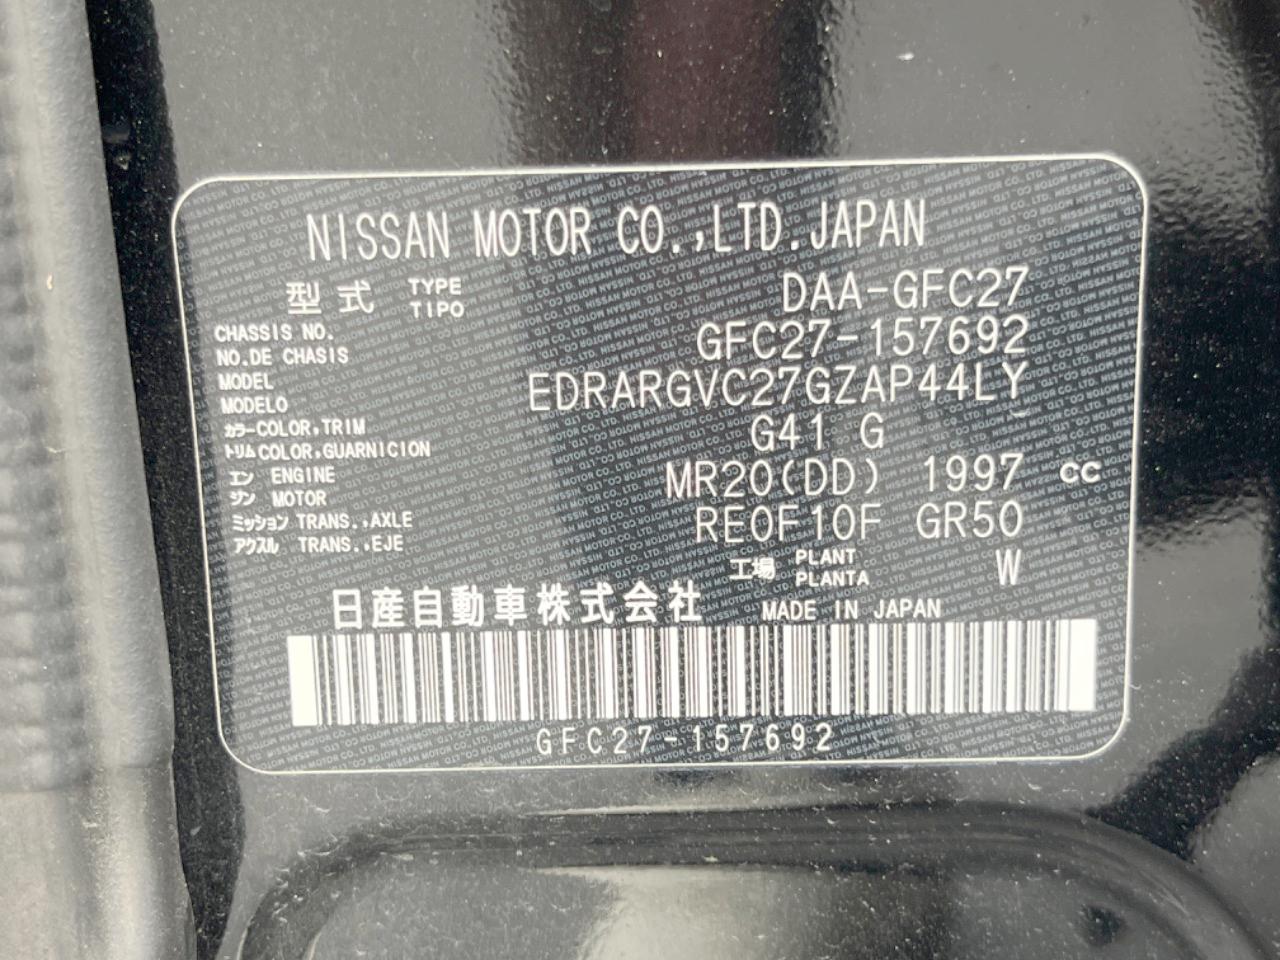 NISSAN MOTOR CO.,LTD.JAPAN
型式 TYPE TIPO DAA-GFC27
CHASSIS NO. NO.DE CHASIS GFC27-157692
MODEL MODELO EDRARGVC27GZAP44LY
カラー COLOR,TRIM G41 G
トリム COLOR,GUARNICION
エン ENGINE MR20(DD) 1997 cc
ジン MOTOR
ミッション TRANS.,AXLE RE0F10F GR50
アクスル TRANS.,EJE
工場 PLANT PLANTA W
日産自動車株式会社 MADE IN JAPAN
GFC27-157692